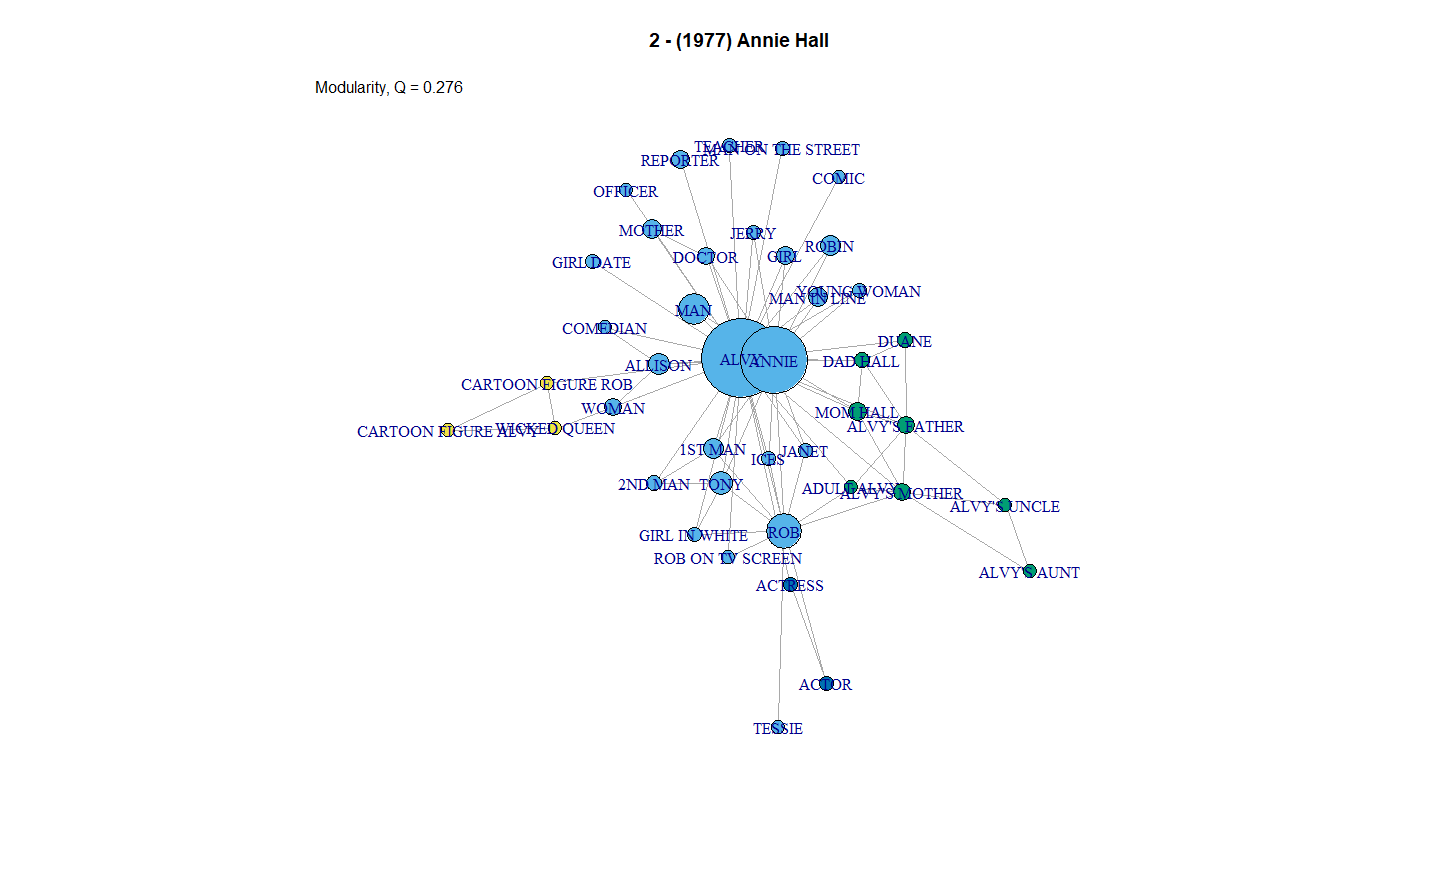 2 - (1977) Annie Hall
Modularity, Q = 0.276
TEACHER
MAN ON THE STREET
REPORTER
COMIC
OFFICER
MOTHER
JERRY
ROBIN
DOCTOR
GIRL
GIRL DATE
YOUNG WOMAN
MAN IN LINE
MAN
COMEDIAN
DUANE
ALVY
ANNIE
DAD HALL
ALLISON
CARTOON FIGURE ROB
WOMAN
MOM HALL
ALVY'S FATHER
CARTOON FIGURE ALVY
WICKED QUEEN
1ST MAN
JANET
ICES
2ND MAN
TONY
ADULT ALVY
ALVY'S MOTHER
ALVY'S UNCLE
GIRL IN WHITE
ROB
ROB ON TV SCREEN
ALVY'S AUNT
ACTRESS
ACTOR
TESSIE